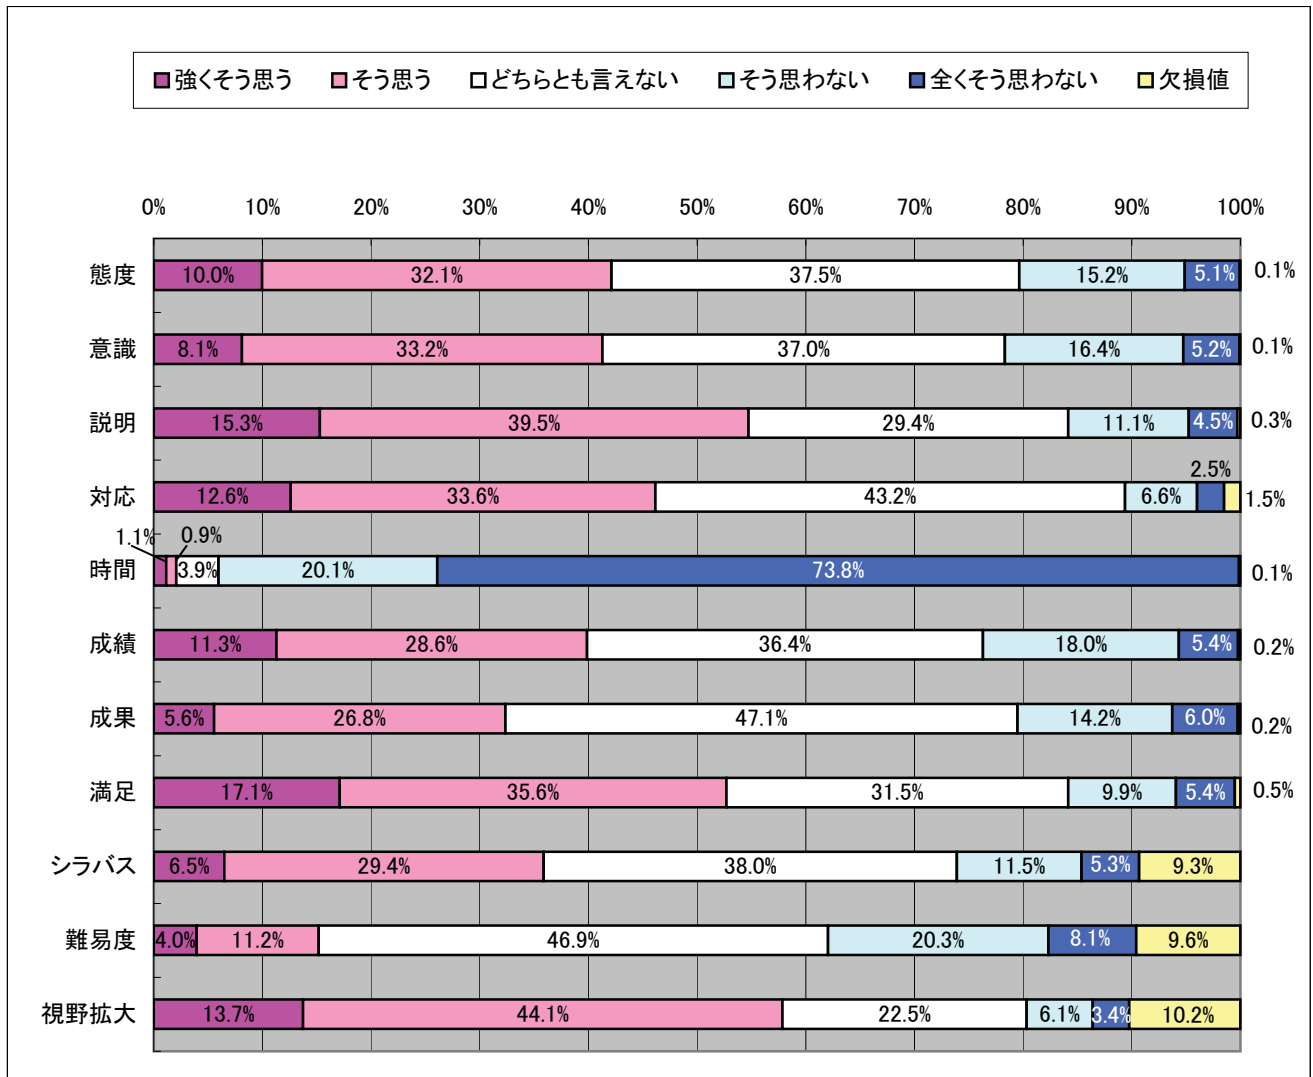 強くそう思う そう思う どちらとも言えない そう思わない 全くそう思わない 欠損値
0% 10% 20% 30% 40% 50% 60% 70% 80% 90% 100%
態度 10.0% 32.1% 37.5% 15.2% 5.1% 0.1%
意識 8.1% 33.2% 37.0% 16.4% 5.2% 0.1%
説明 15.3% 39.5% 29.4% 11.1% 4.5% 0.3%
対応 12.6% 33.6% 43.2% 6.6% 2.5% 1.5%
時間 1.1% 0.9% 3.9% 20.1% 73.8% 0.1%
成績 11.3% 28.6% 36.4% 18.0% 5.4% 0.2%
成果 5.6% 26.8% 47.1% 14.2% 6.0% 0.2%
満足 17.1% 35.6% 31.5% 9.9% 5.4% 0.5%
シラバス 6.5% 29.4% 38.0% 11.5% 5.3% 9.3%
難易度 4.0% 11.2% 46.9% 20.3% 8.1% 9.6%
視野拡大 13.7% 44.1% 22.5% 6.1% 3.4% 10.2%